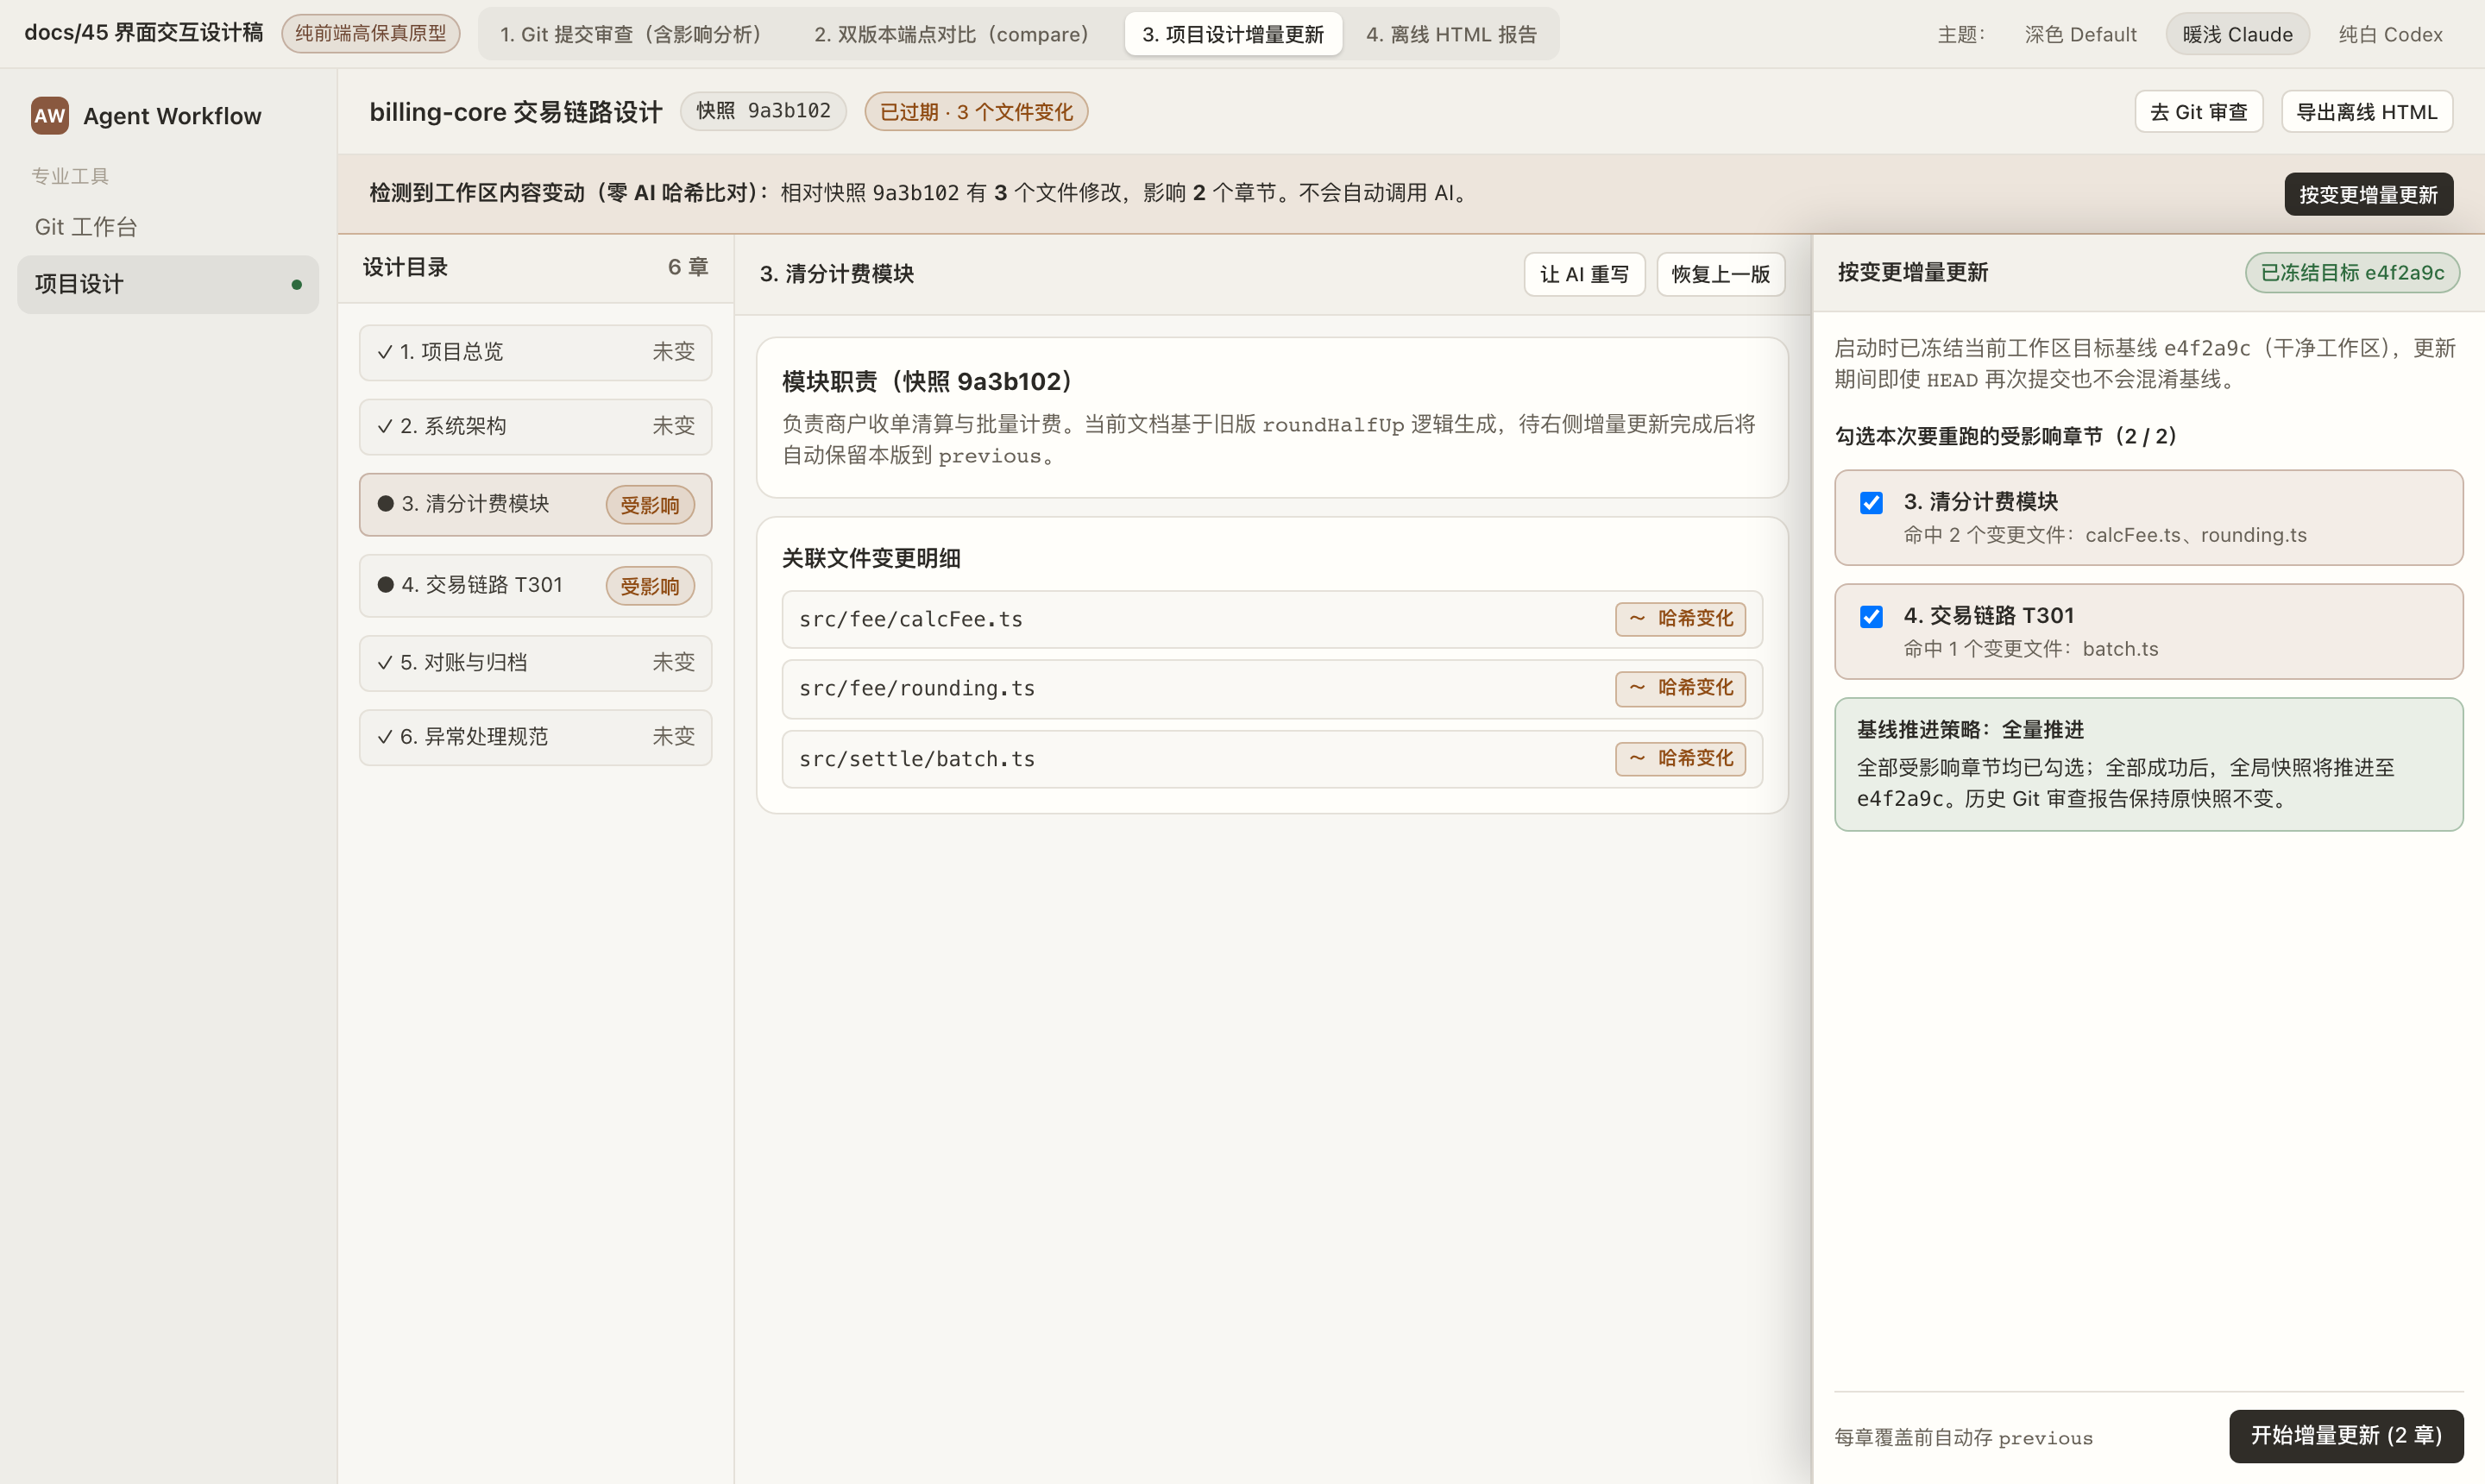 docs/45 界面交互设计稿
纯前端高保真原型
1. Git 提交审查（含影响分析）
2. 双版本端点对比（compare）
3. 项目设计增量更新
4. 离线 HTML 报告
主题：
深色 Default
暖浅 Claude
纯白 Codex
AW Agent Workflow
专业工具
Git 工作台
项目设计
billing-core 交易链路设计
快照 9a3b102
已过期 · 3 个文件变化
去 Git 审查
导出离线 HTML
检测到工作区内容变动（零 AI 哈希比对）：相对快照 9a3b102 有 3 个文件修改，影响 2 个章节。不会自动调用 AI。
按变更增量更新
设计目录
6 章
✓ 1. 项目总览 未变
✓ 2. 系统架构 未变
● 3. 清分计费模块 受影响
● 4. 交易链路 T301 受影响
✓ 5. 对账与归档 未变
✓ 6. 异常处理规范 未变
3. 清分计费模块
让 AI 重写
恢复上一版
模块职责（快照 9a3b102）
负责商户收单清算与批量计费。当前文档基于旧版 roundHalfUp 逻辑生成，待右侧增量更新完成后将
自动保留本版到 previous。
关联文件变更明细
src/fee/calcFee.ts ～ 哈希变化
src/fee/rounding.ts ～ 哈希变化
src/settle/batch.ts ～ 哈希变化
按变更增量更新
已冻结目标 e4f2a9c
启动时已冻结当前工作区目标基线 e4f2a9c（干净工作区），更新
期间即使 HEAD 再次提交也不会混淆基线。
勾选本次要重跑的受影响章节（2 / 2）
3. 清分计费模块
命中 2 个变更文件：calcFee.ts、rounding.ts
4. 交易链路 T301
命中 1 个变更文件：batch.ts
基线推进策略：全量推进
全部受影响章节均已勾选；全部成功后，全局快照将推进至
e4f2a9c。历史 Git 审查报告保持原快照不变。
每章覆盖前自动存 previous
开始增量更新 (2 章)